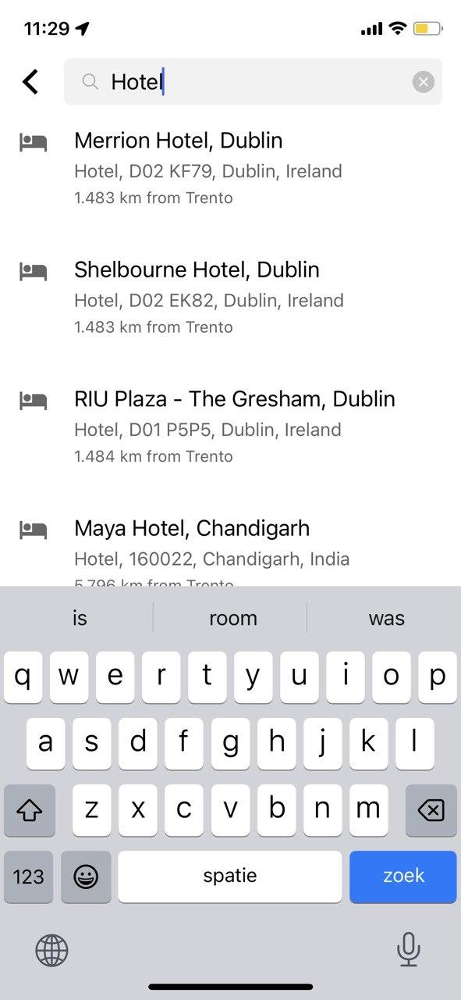 11:29
Hotel
Merrion Hotel, Dublin
Hotel, D02 KF79, Dublin, Ireland
1.483 km from Trento
Shelbourne Hotel, Dublin
Hotel, D02 EK82, Dublin, Ireland
1.483 km from Trento
RIU Plaza - The Gresham, Dublin
Hotel, D01 P5P5, Dublin, Ireland
1.484 km from Trento
Maya Hotel, Chandigarh
Hotel, 160022, Chandigarh, India
5.796 km from Trento
is room was
q w e r t y u i o p
a s d f g h j k l
z x c v b n m
123 spatie zoek